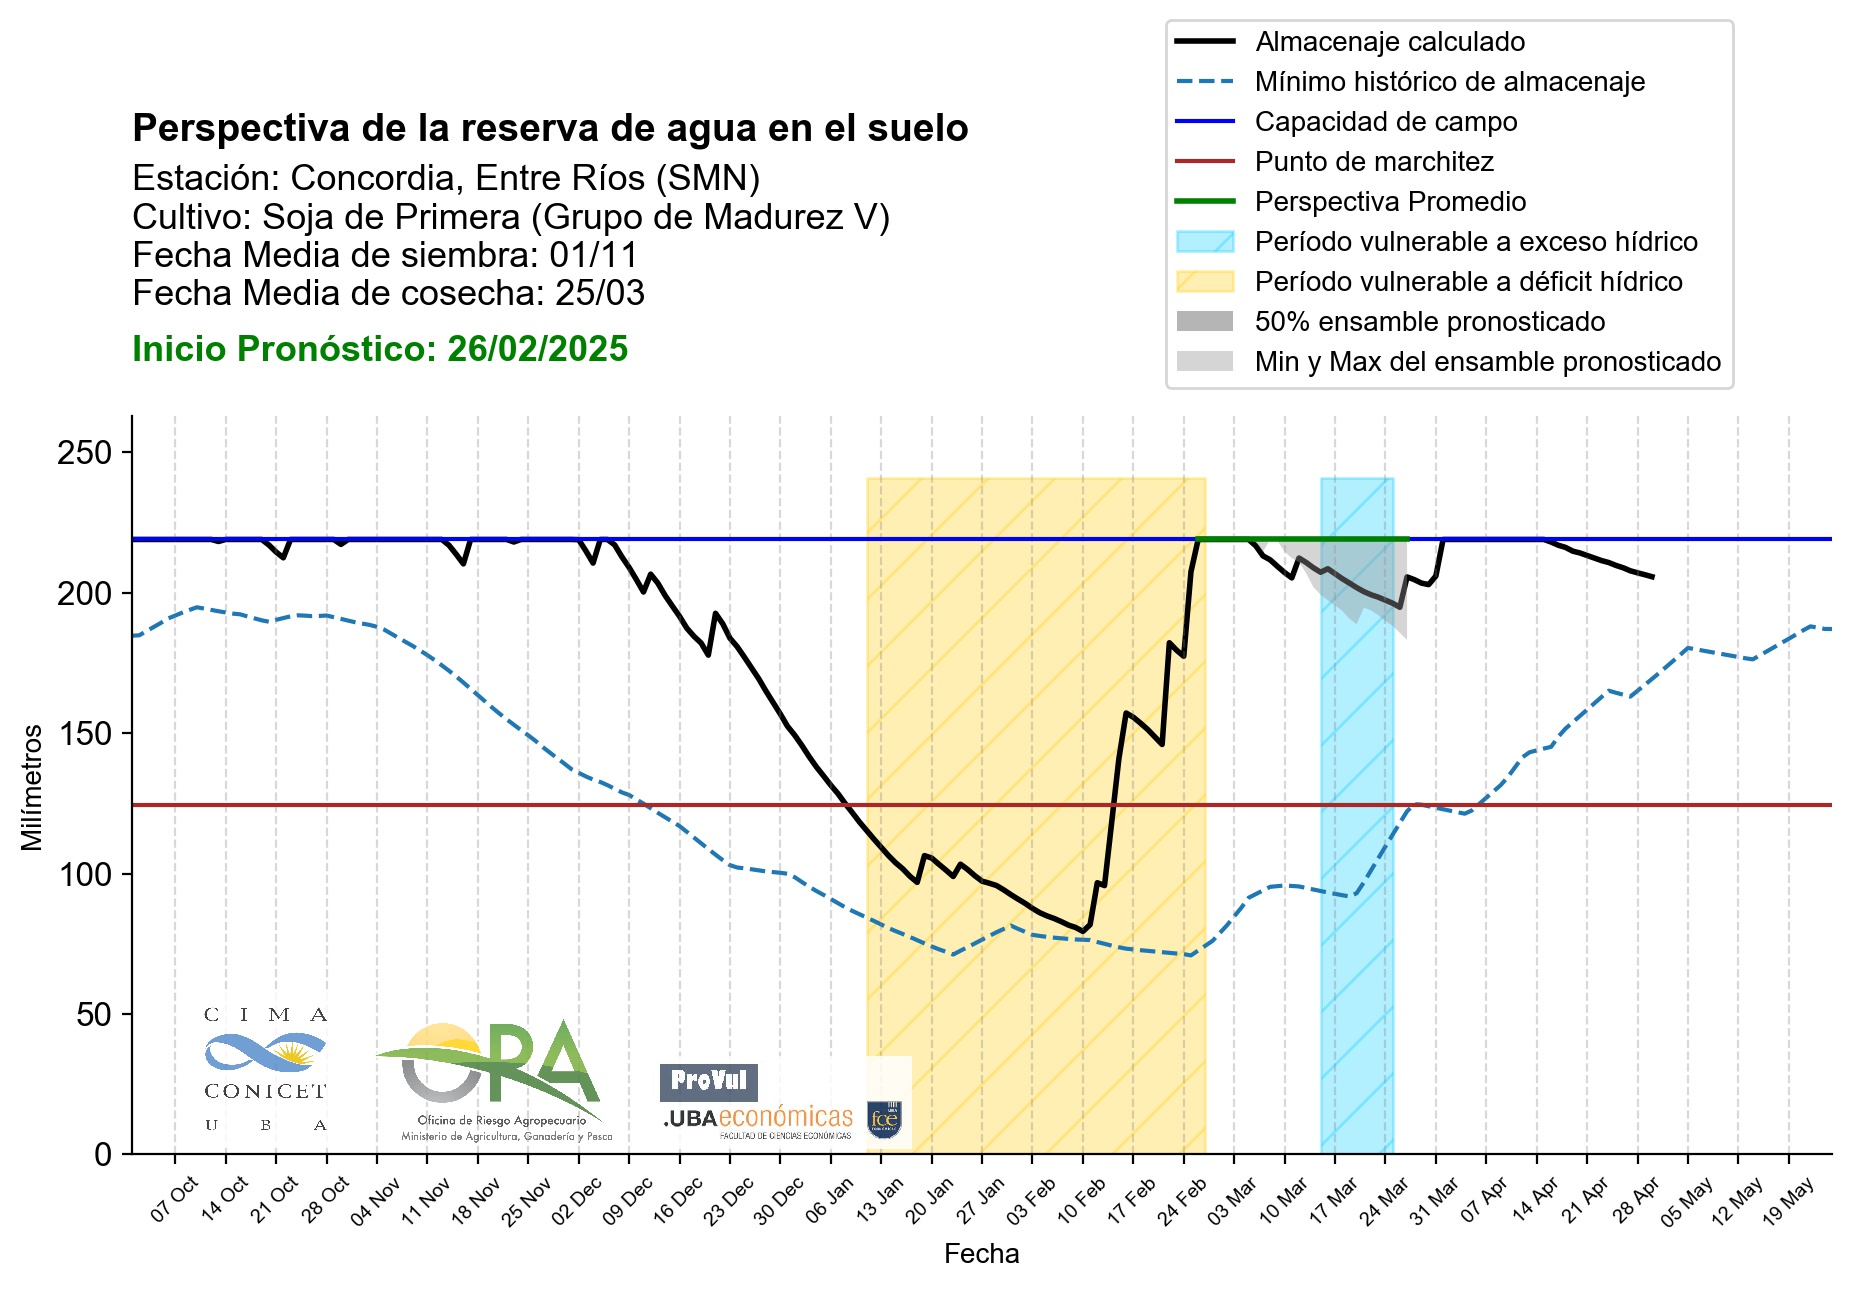 Almacenaje calculado
Mínimo histórico de almacenaje
Capacidad de campo
Punto de marchitez
Perspectiva Promedio
Período vulnerable a exceso hídrico
Período vulnerable a déficit hídrico
50% ensamble pronosticado
Min y Max del ensamble pronosticado
Perspectiva de la reserva de agua en el suelo
Estación: Concordia, Entre Ríos (SMN)
Cultivo: Soja de Primera (Grupo de Madurez V)
Fecha Media de siembra: 01/11
Fecha Media de cosecha: 25/03
Inicio Pronóstico: 26/02/2025
250
200
150
100
50
0
Milímetros
CIMA
CONICET
UBA
OPA
Oficina de Riesgo Agropecuario
Ministerio de Agricultura, Ganadería y Pesca
ProVul
.UBAeconómicas
FACULTAD DE CIENCIAS ECONÓMICAS
UBA
fce
07 Oct
14 Oct
21 Oct
28 Oct
04 Nov
11 Nov
18 Nov
25 Nov
02 Dec
09 Dec
16 Dec
23 Dec
30 Dec
06 Jan
13 Jan
20 Jan
27 Jan
03 Feb
10 Feb
17 Feb
24 Feb
03 Mar
10 Mar
17 Mar
24 Mar
31 Mar
07 Apr
14 Apr
21 Apr
28 Apr
05 May
12 May
19 May
Fecha